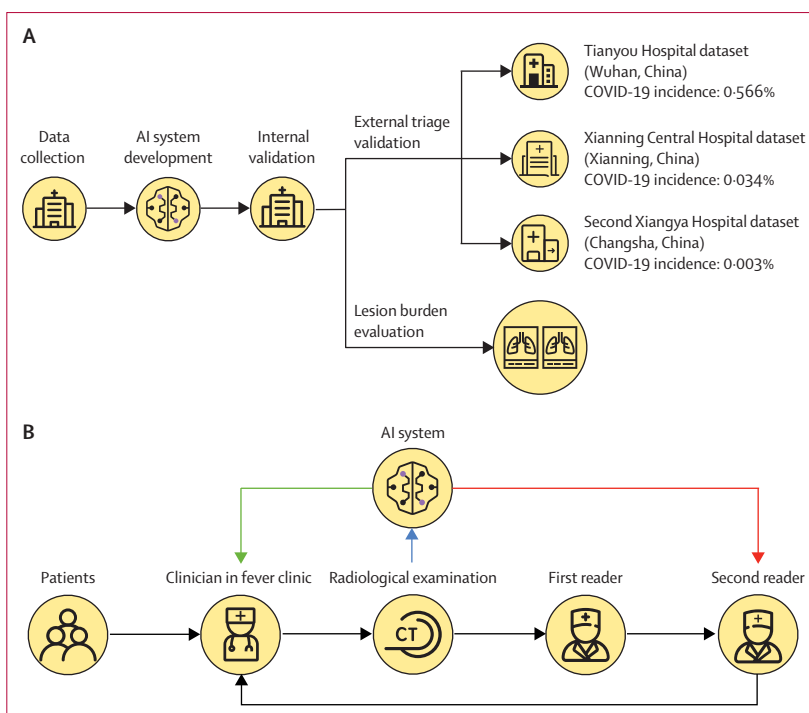 A
Data
collection
AI system
development
Internal
validation
External triage
validation
Tianyou Hospital dataset
(Wuhan, China)
COVID-19 incidence: 0·566%
Xianning Central Hospital dataset
(Xianning, China)
COVID-19 incidence: 0·034%
Second Xiangya Hospital dataset
(Changsha, China)
COVID-19 incidence: 0·003%
Lesion burden
evaluation
B
AI system
Patients
Clinician in fever clinic
Radiological examination
First reader
Second reader
CT